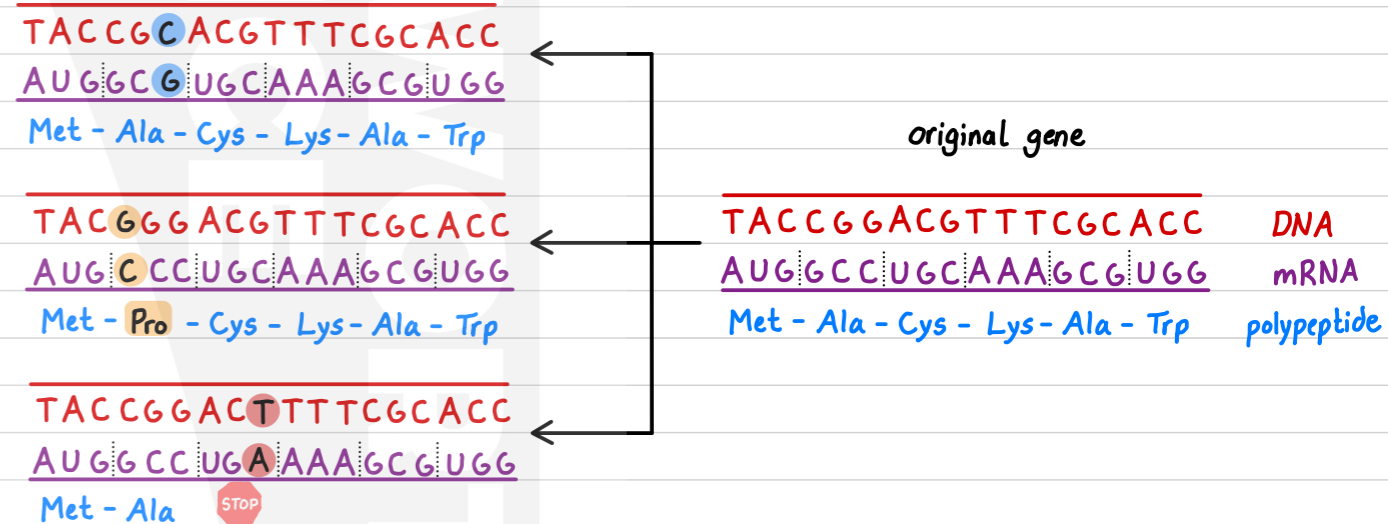 TACCGCACGTTTCGCACC
AUGGCGUGCAAAGCGUGG
Met - Ala - Cys - Lys - Ala - Trp
TACGGGACGTTTCGCACC
AUGCCCUGCAAAGCGUGG
Met - Pro - Cys - Lys - Ala - Trp
TACCGGACTTTTCGCACC
AUGGCCUGAAAAGCGUGG
Met - Ala STOP
original gene
TACCGGACGTTTCGCACC DNA
AUGGCCUGCAAAGCGUGG mRNA
Met - Ala - Cys - Lys - Ala - Trp polypeptide